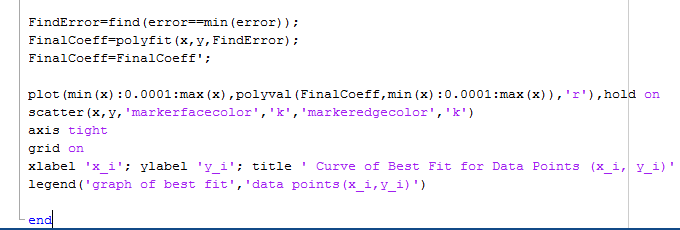 FindError=find(error==min(error));
FinalCoeff=polyfit(x,y,FindError);
FinalCoeff=FinalCoeff';
plot(min(x):0.0001:max(x),polyval(FinalCoeff,min(x):0.0001:max(x)),'r'),hold on
scatter(x,y,'markerfacecolor','k','markeredgecolor','k')
axis tight
grid on
xlabel 'x_i'; ylabel 'y_i'; title ' Curve of Best Fit for Data Points (x_i, y_i)'
legend('graph of best fit','data points(x_i,y_i)')
end